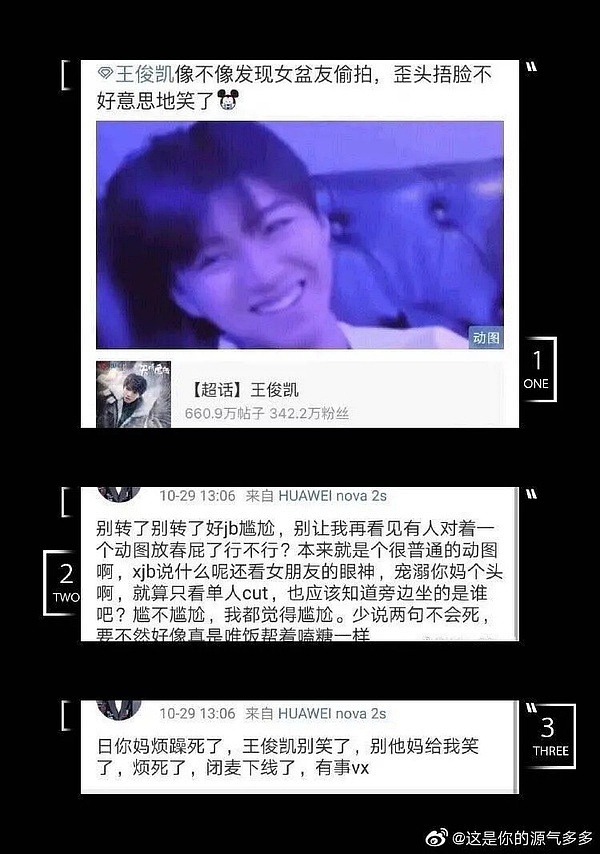 王俊凯像不像发现女盆友偷拍，歪头捂脸不
好意思地笑了
动图
1
ONE
【超话】王俊凯
660.9万帖子 342.2万粉丝
10-29 13:06 来自 HUAWEI nova 2s
别转了别转了好jb尴尬，别让我再看见有人对着一
个动图放春屁了行不行？本来就是个很普通的动图
啊，xjb说什么呢还看女朋友的眼神，宠溺你妈个头
啊，就算只看单人cut，也应该知道旁边坐的是谁
吧？尴不尴尬，我都觉得尴尬。少说两句不会死，
要不然好像真是唯饭帮着嗑糖一样
2
TWO
10-29 13:06 来自 HUAWEI nova 2s
日你妈烦躁死了，王俊凯别笑了，别他妈给我笑
了，烦死了，闭麦下线了，有事vx
3
THREE
@这是你的源气多多